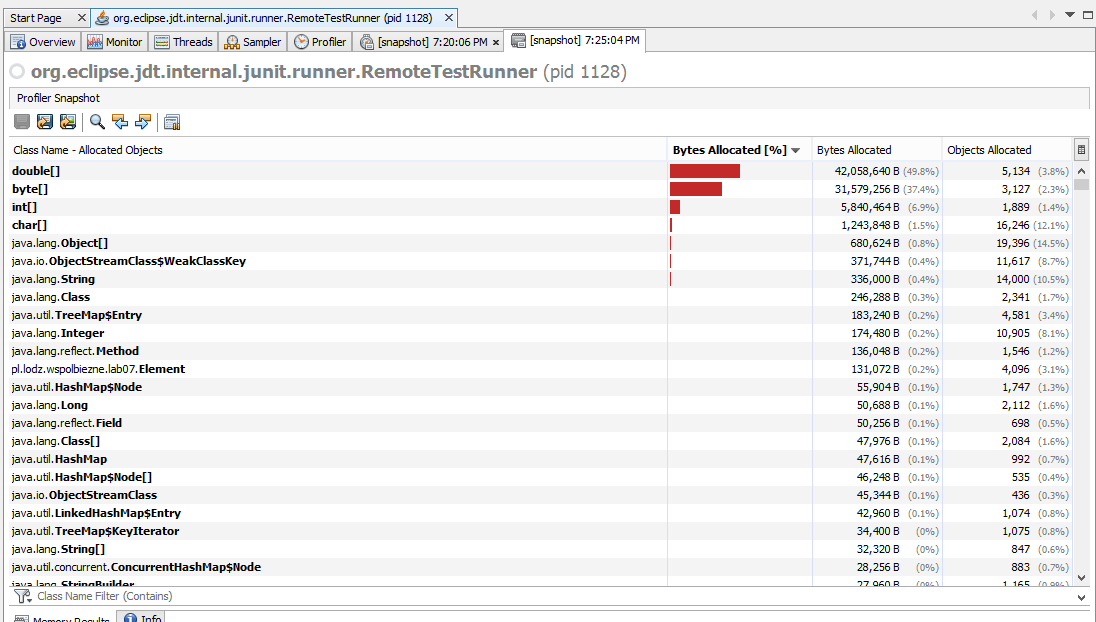 Start Page × org.eclipse.jdt.internal.junit.runner.RemoteTestRunner (pid 1128) ×
Overview Monitor Threads Sampler Profiler [snapshot] 7:20:06 PM × [snapshot] 7:25:04 PM
org.eclipse.jdt.internal.junit.runner.RemoteTestRunner (pid 1128)
Profiler Snapshot
Class Name - Allocated Objects Bytes Allocated [%] Bytes Allocated Objects Allocated
double[] 42,058,640 B (49.8%) 5,134 (3.8%)
byte[] 31,579,256 B (37.4%) 3,127 (2.3%)
int[] 5,840,464 B (6.9%) 1,889 (1.4%)
char[] 1,243,848 B (1.5%) 16,246 (12.1%)
java.lang.Object[] 680,624 B (0.8%) 19,396 (14.5%)
java.io.ObjectStreamClass$WeakClassKey 371,744 B (0.4%) 11,617 (8.7%)
java.lang.String 336,000 B (0.4%) 14,000 (10.5%)
java.lang.Class 246,288 B (0.3%) 2,341 (1.7%)
java.util.TreeMap$Entry 183,240 B (0.2%) 4,581 (3.4%)
java.lang.Integer 174,480 B (0.2%) 10,905 (8.1%)
java.lang.reflect.Method 136,048 B (0.2%) 1,546 (1.2%)
pl.lodz.wspolbiezne.lab07.Element 131,072 B (0.2%) 4,096 (3.1%)
java.util.HashMap$Node 55,904 B (0.1%) 1,747 (1.3%)
java.lang.Long 50,688 B (0.1%) 2,112 (1.6%)
java.lang.reflect.Field 50,256 B (0.1%) 698 (0.5%)
java.lang.Class[] 47,976 B (0.1%) 2,084 (1.6%)
java.util.HashMap 47,616 B (0.1%) 992 (0.7%)
java.util.HashMap$Node[] 46,248 B (0.1%) 535 (0.4%)
java.io.ObjectStreamClass 45,344 B (0.1%) 436 (0.3%)
java.util.LinkedHashMap$Entry 42,960 B (0.1%) 1,074 (0.8%)
java.util.TreeMap$KeyIterator 34,400 B (0%) 1,075 (0.8%)
java.lang.String[] 32,320 B (0%) 847 (0.6%)
java.util.concurrent.ConcurrentHashMap$Node 28,256 B (0%) 883 (0.7%)
java.lang.StringBuilder 27,960 B (0%) 1,165 (0.9%)
Class Name Filter (Contains)
Memory Results Info